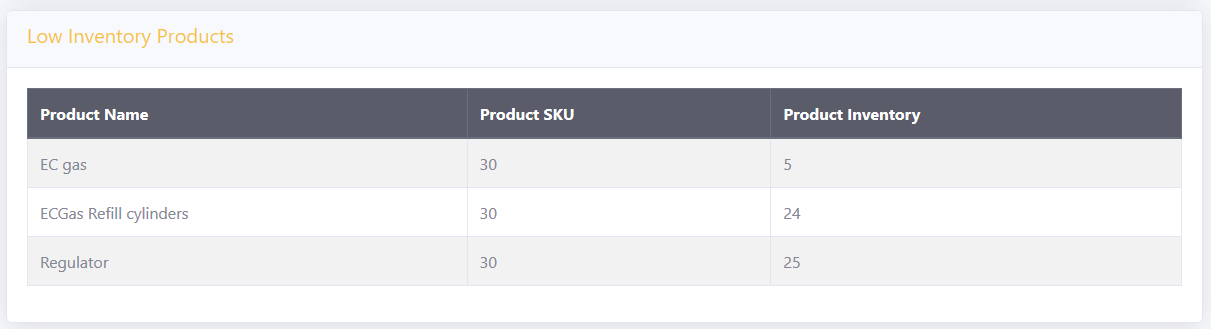 Low Inventory Products
Product Name Product SKU Product Inventory
EC gas 30 5
ECGas Refill cylinders 30 24
Regulator 30 25